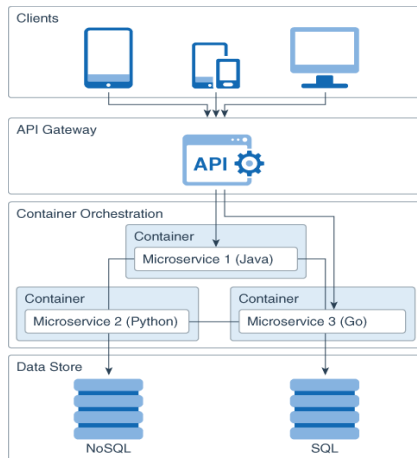 Clients
API Gateway
API
Container Orchestration
Container
Microservice 1 (Java)
Container
Microservice 2 (Python)
Container
Microservice 3 (Go)
Data Store
NoSQL
SQL